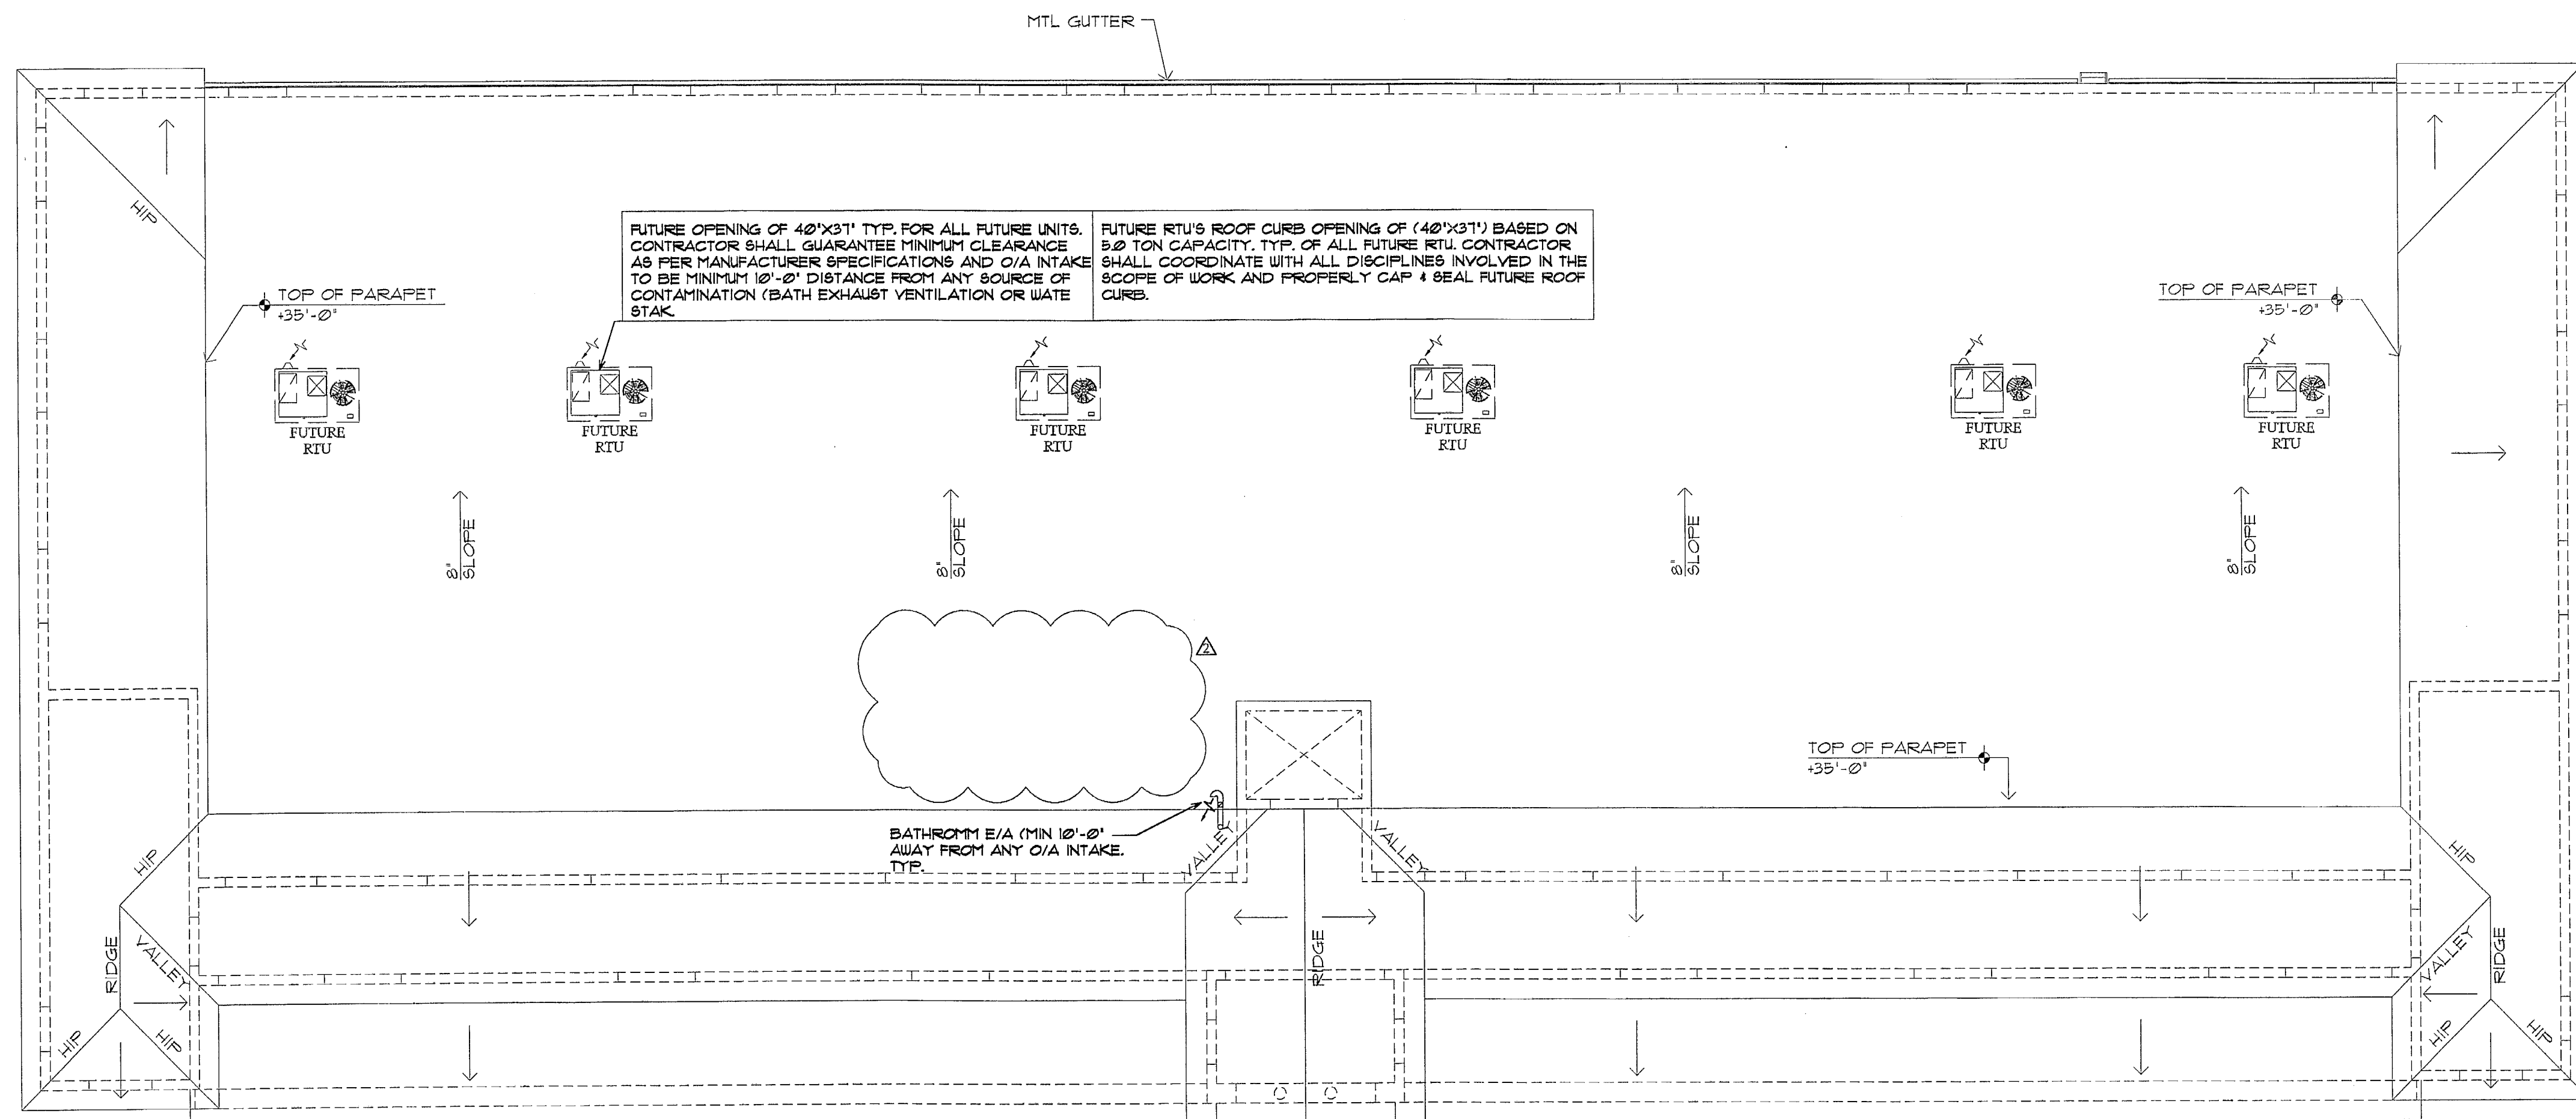 MTL GUTTER
HIP
FUTURE OPENING OF 40"X37" TYP. FOR ALL FUTURE UNITS.
CONTRACTOR SHALL GUARANTEE MINIMUM CLEARANCE
AS PER MANUFACTURER SPECIFICATIONS AND O/A INTAKE
TO BE MINIMUM 10'-0" DISTANCE FROM ANY SOURCE OF
CONTAMINATION (BATH EXHAUST VENTILATION OR WATE
STAK.
FUTURE RTU'S ROOF CURB OPENING OF (40"X37") BASED ON
5.0 TON CAPACITY. TYP. OF ALL FUTURE RTU. CONTRACTOR
SHALL COORDINATE WITH ALL DISCIPLINES INVOLVED IN THE
SCOPE OF WORK AND PROPERLY CAP & SEAL FUTURE ROOF
CURB.
TOP OF PARAPET
+35'-0"
TOP OF PARAPET
+35'-0"
FUTURE
RTU
FUTURE
RTU
FUTURE
RTU
FUTURE
RTU
FUTURE
RTU
FUTURE
RTU
8"
SLOPE
8"
SLOPE
8"
SLOPE
8"
SLOPE
2
TOP OF PARAPET
+35'-0"
BATHROMM E/A (MIN 10'-0"
AWAY FROM ANY O/A INTAKE.
TYP.
VALLEY
VALLEY
HIP
HIP
RIDGE
VALLEY
RIDGE
VALLEY
RIDGE
HIP
HIP
HIP
HIP